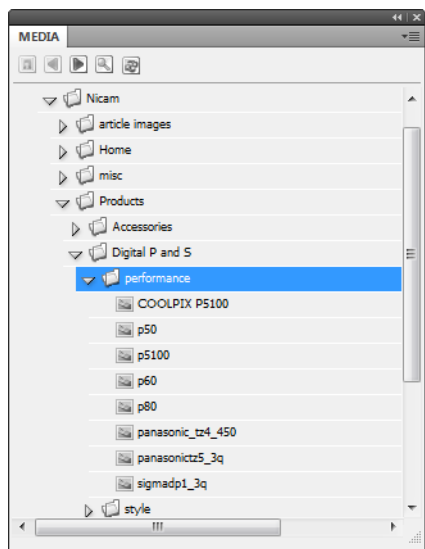 MEDIA
Nicam
article images
Home
misc
Products
Accessories
Digital P and S
performance
COOLPIX P5100
p50
p5100
p60
p80
panasonic_tz4_450
panasonictz5_3q
sigmadp1_3q
style